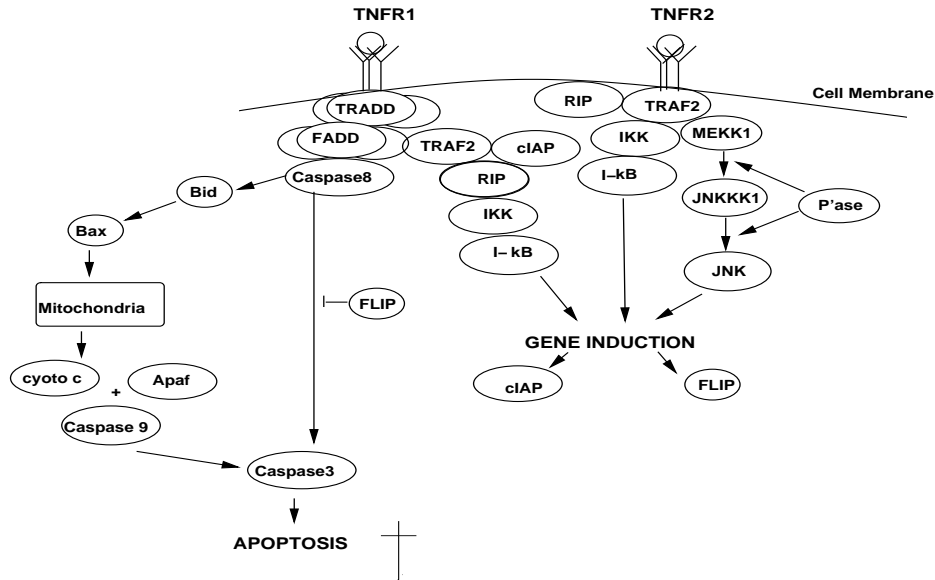 TNFR1
TNFR2
Cell Membrane
TRADD
RIP
TRAF2
FADD
TRAF2
cIAP
IKK
MEKK1
Caspase8
RIP
I–kB
Bid
JNKKK1
P'ase
Bax
IKK
I– kB
JNK
Mitochondria
FLIP
GENE INDUCTION
cyoto c
+
Apaf
cIAP
FLIP
Caspase 9
Caspase3
APOPTOSIS